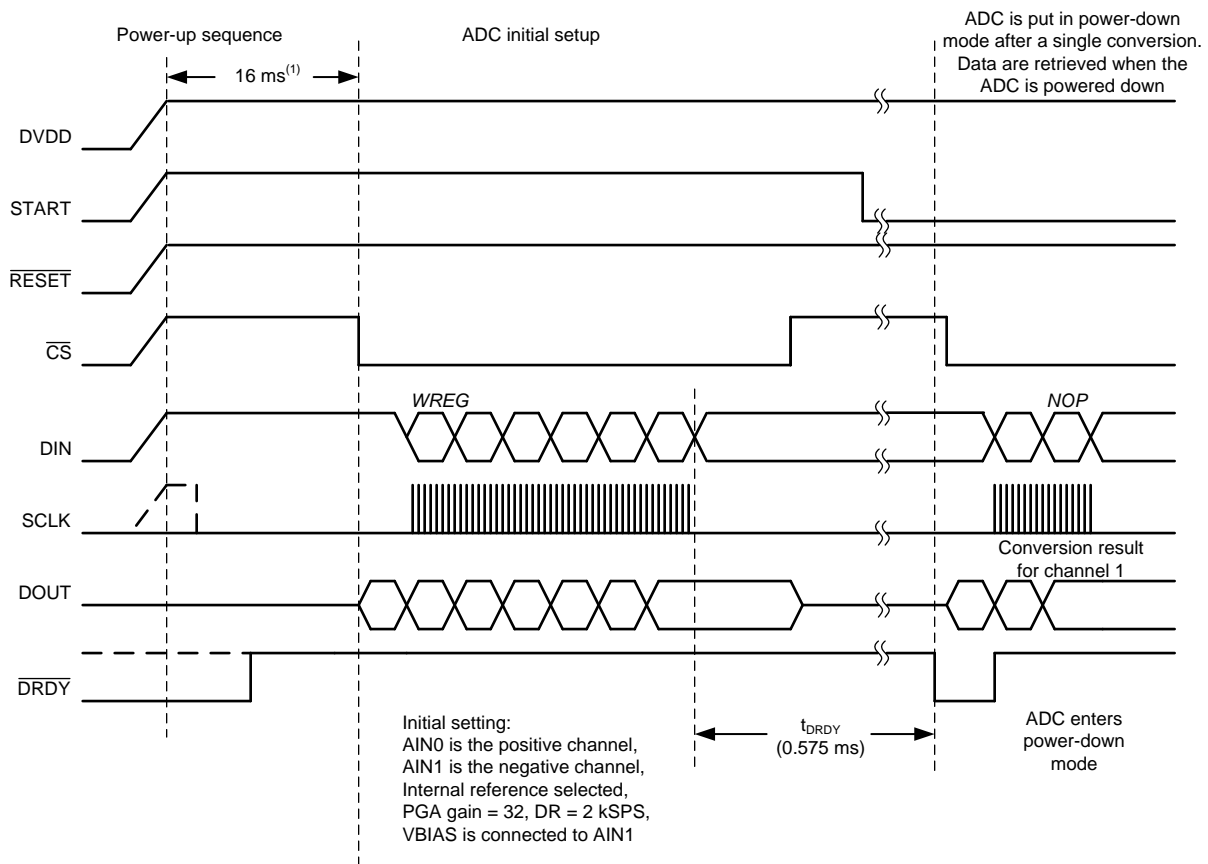 Power-up sequence
ADC initial setup
ADC is put in power-down
mode after a single conversion.
Data are retrieved when the
ADC is powered down
16 ms(1)
DVDD
START
RESET
CS
WREG
NOP
DIN
SCLK
Conversion result
for channel 1
DOUT
DRDY
Initial setting:
AIN0 is the positive channel,
AIN1 is the negative channel,
Internal reference selected,
PGA gain = 32, DR = 2 kSPS,
VBIAS is connected to AIN1
tDRDY
(0.575 ms)
ADC enters
power-down
mode